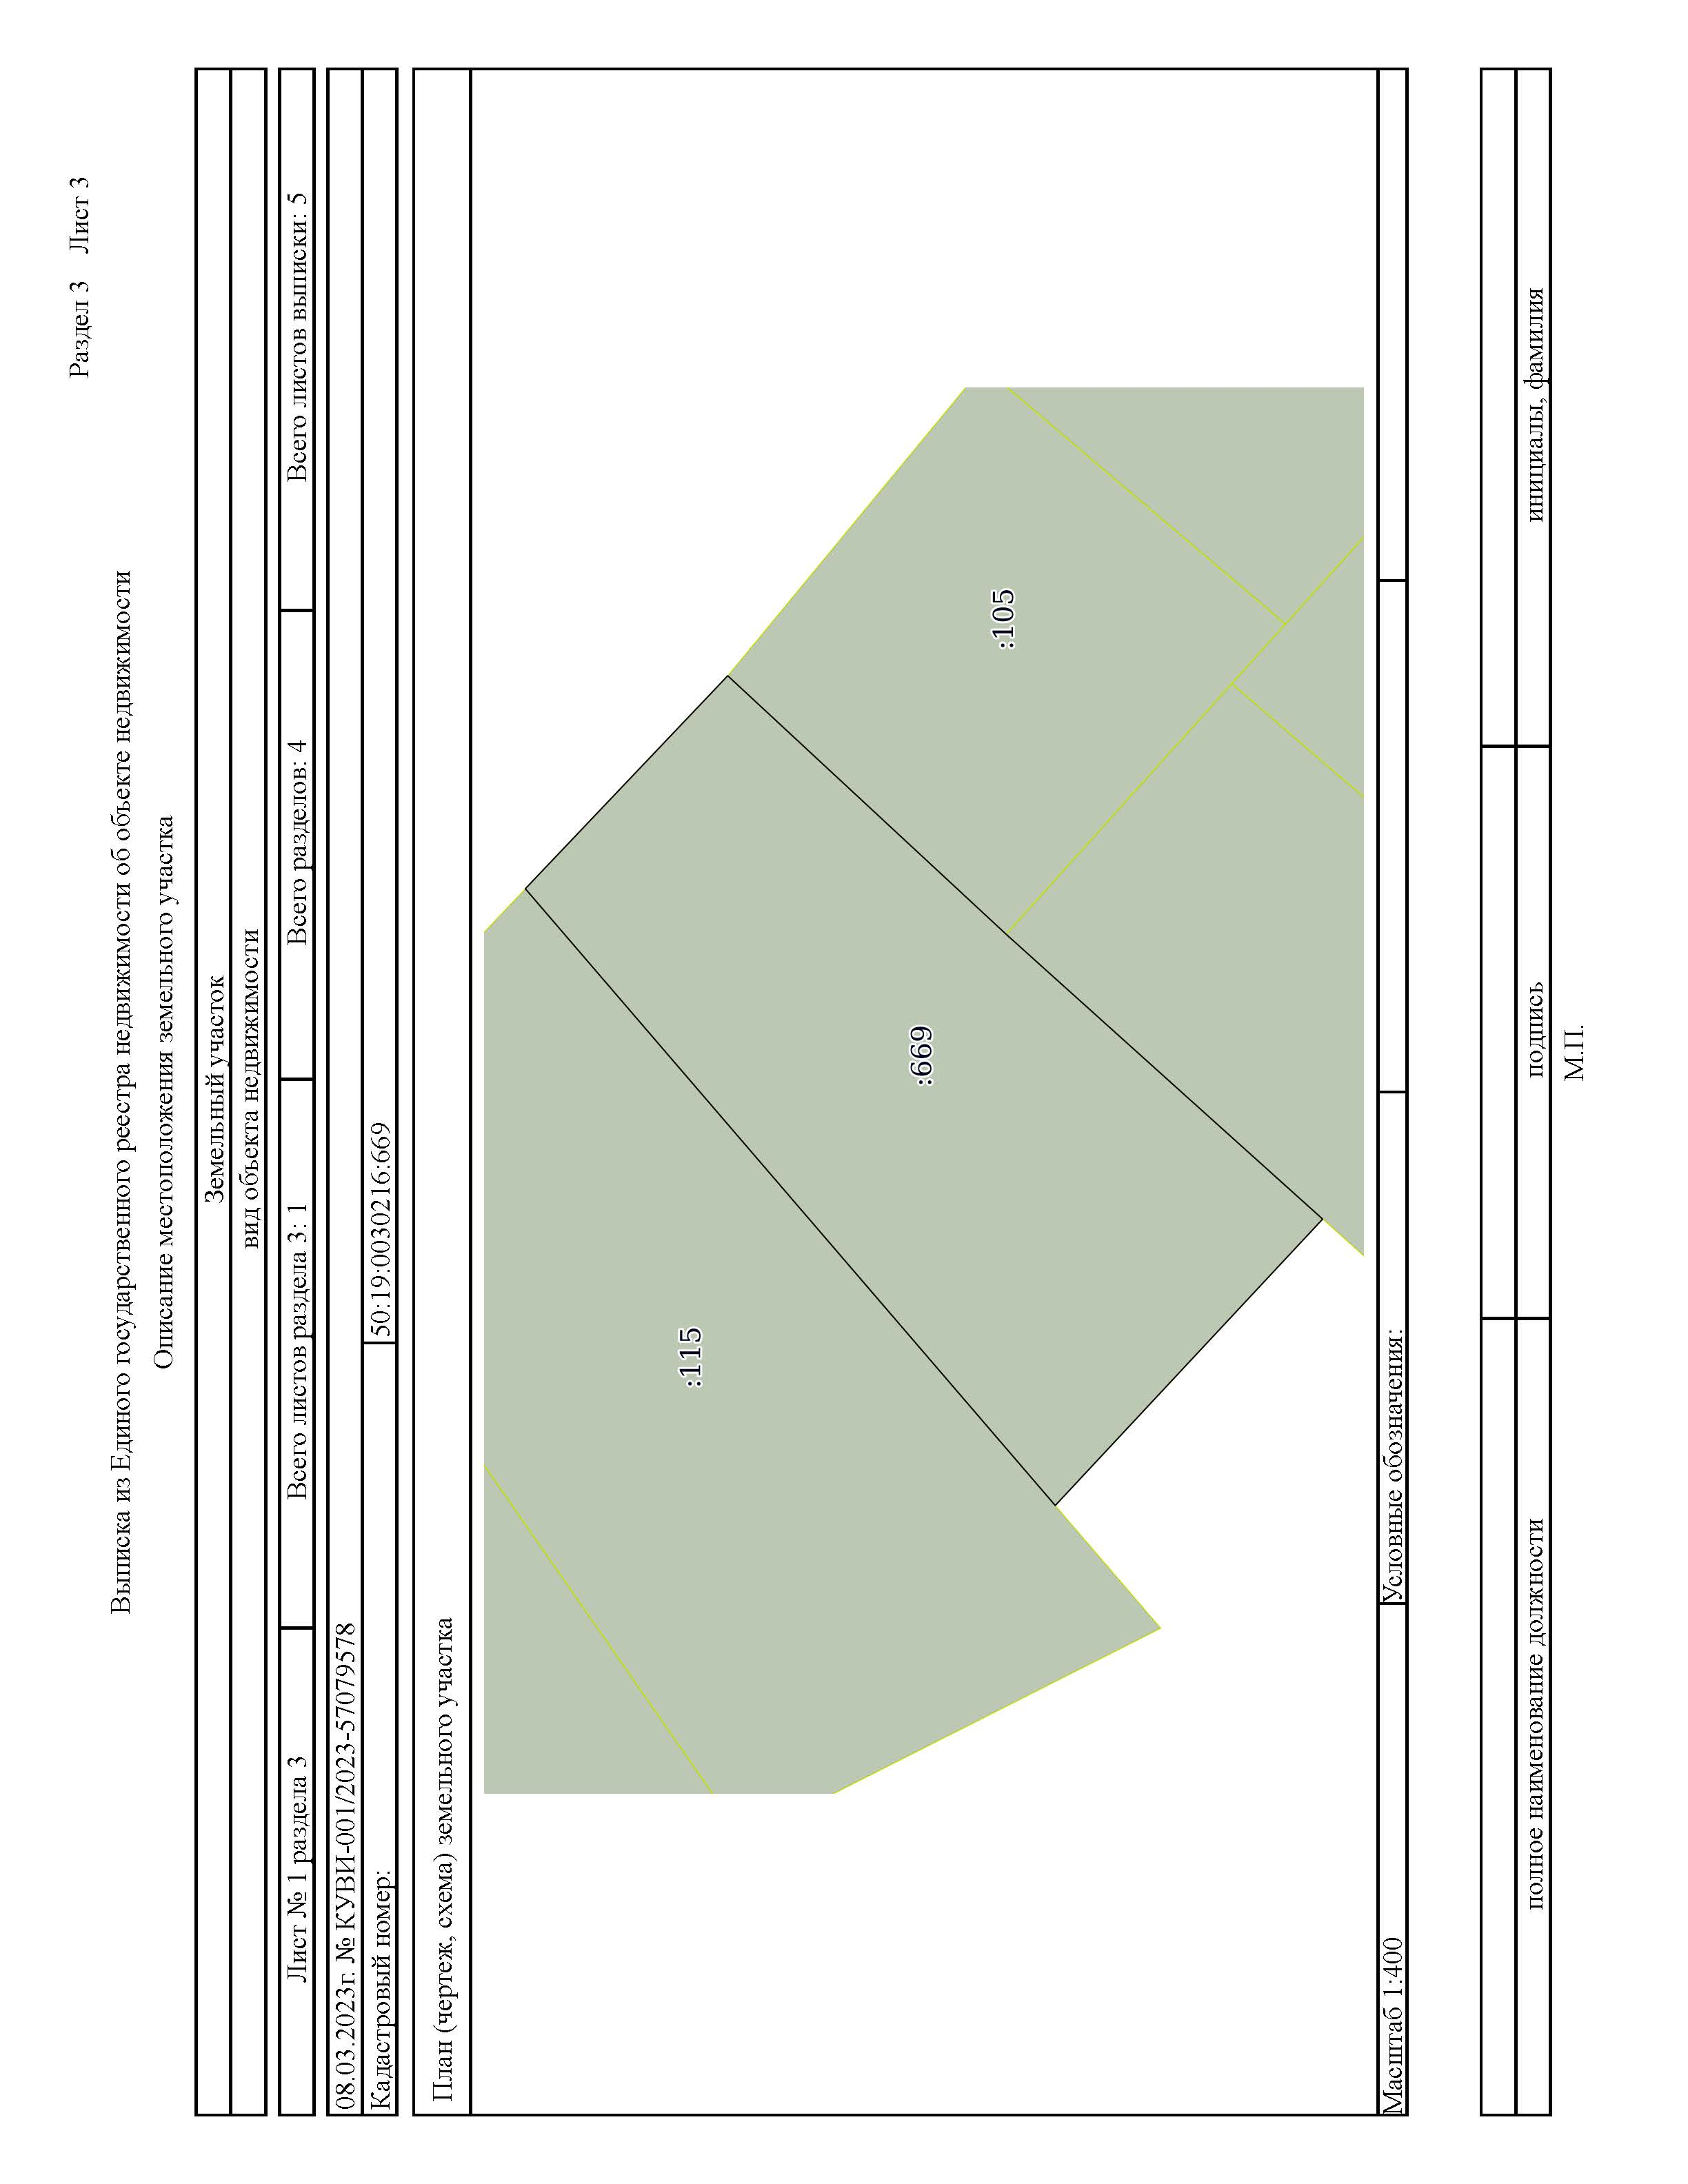 Раздел 3 Лист 3
Выписка из Единого государственного реестра недвижимости об объекте недвижимости
Описание местоположения земельного участка
Земельный участок
вид объекта недвижимости
Лист № 1 раздела 3 Всего листов раздела 3: 1 Всего разделов: 4 Всего листов выписки: 5
08.03.2023г. № КУВИ-001/2023-57079578
Кадастровый номер: 50:19:0030216:669
План (чертеж, схема) земельного участка
:115
:669
:105
Масштаб 1:400 Условные обозначения:
полное наименование должности подпись инициалы, фамилия
М.П.